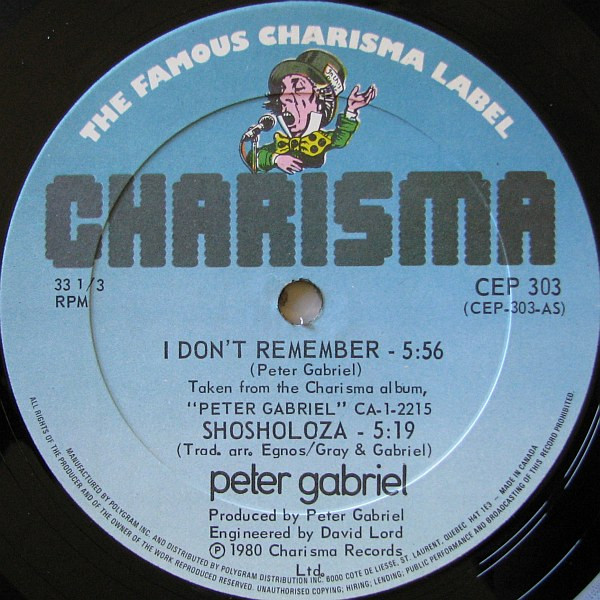 THE FAMOUS CHARISMA LABEL
CHARISMA
33 1/3
RPM
CEP 303
(CEP-303-AS)
I DON'T REMEMBER - 5:56
(Peter Gabriel)
Taken from the Charisma album,
"PETER GABRIEL" CA-1-2215
SHOSHOLOZA - 5:19
(Trad. arr. Egnos/Gray & Gabriel)
peter gabriel
Produced by Peter Gabriel
Engineered by David Lord
℗ 1980 Charisma Records
Ltd.
MANUFACTURED BY POLYGRAM INC. AND DISTRIBUTED BY POLYGRAM DISTRIBUTION INC. 6000 COTE DE LIESSE, ST. LAURENT, QUEBEC H4T 1E3 – MADE IN CANADA
ALL RIGHTS OF THE PRODUCER AND OF THE OWNER OF THE WORK REPRODUCED RESERVED. UNAUTHORISED COPYING; HIRING; LENDING; PUBLIC PERFORMANCE AND BROADCASTING OF THIS RECORD PROHIBITED.